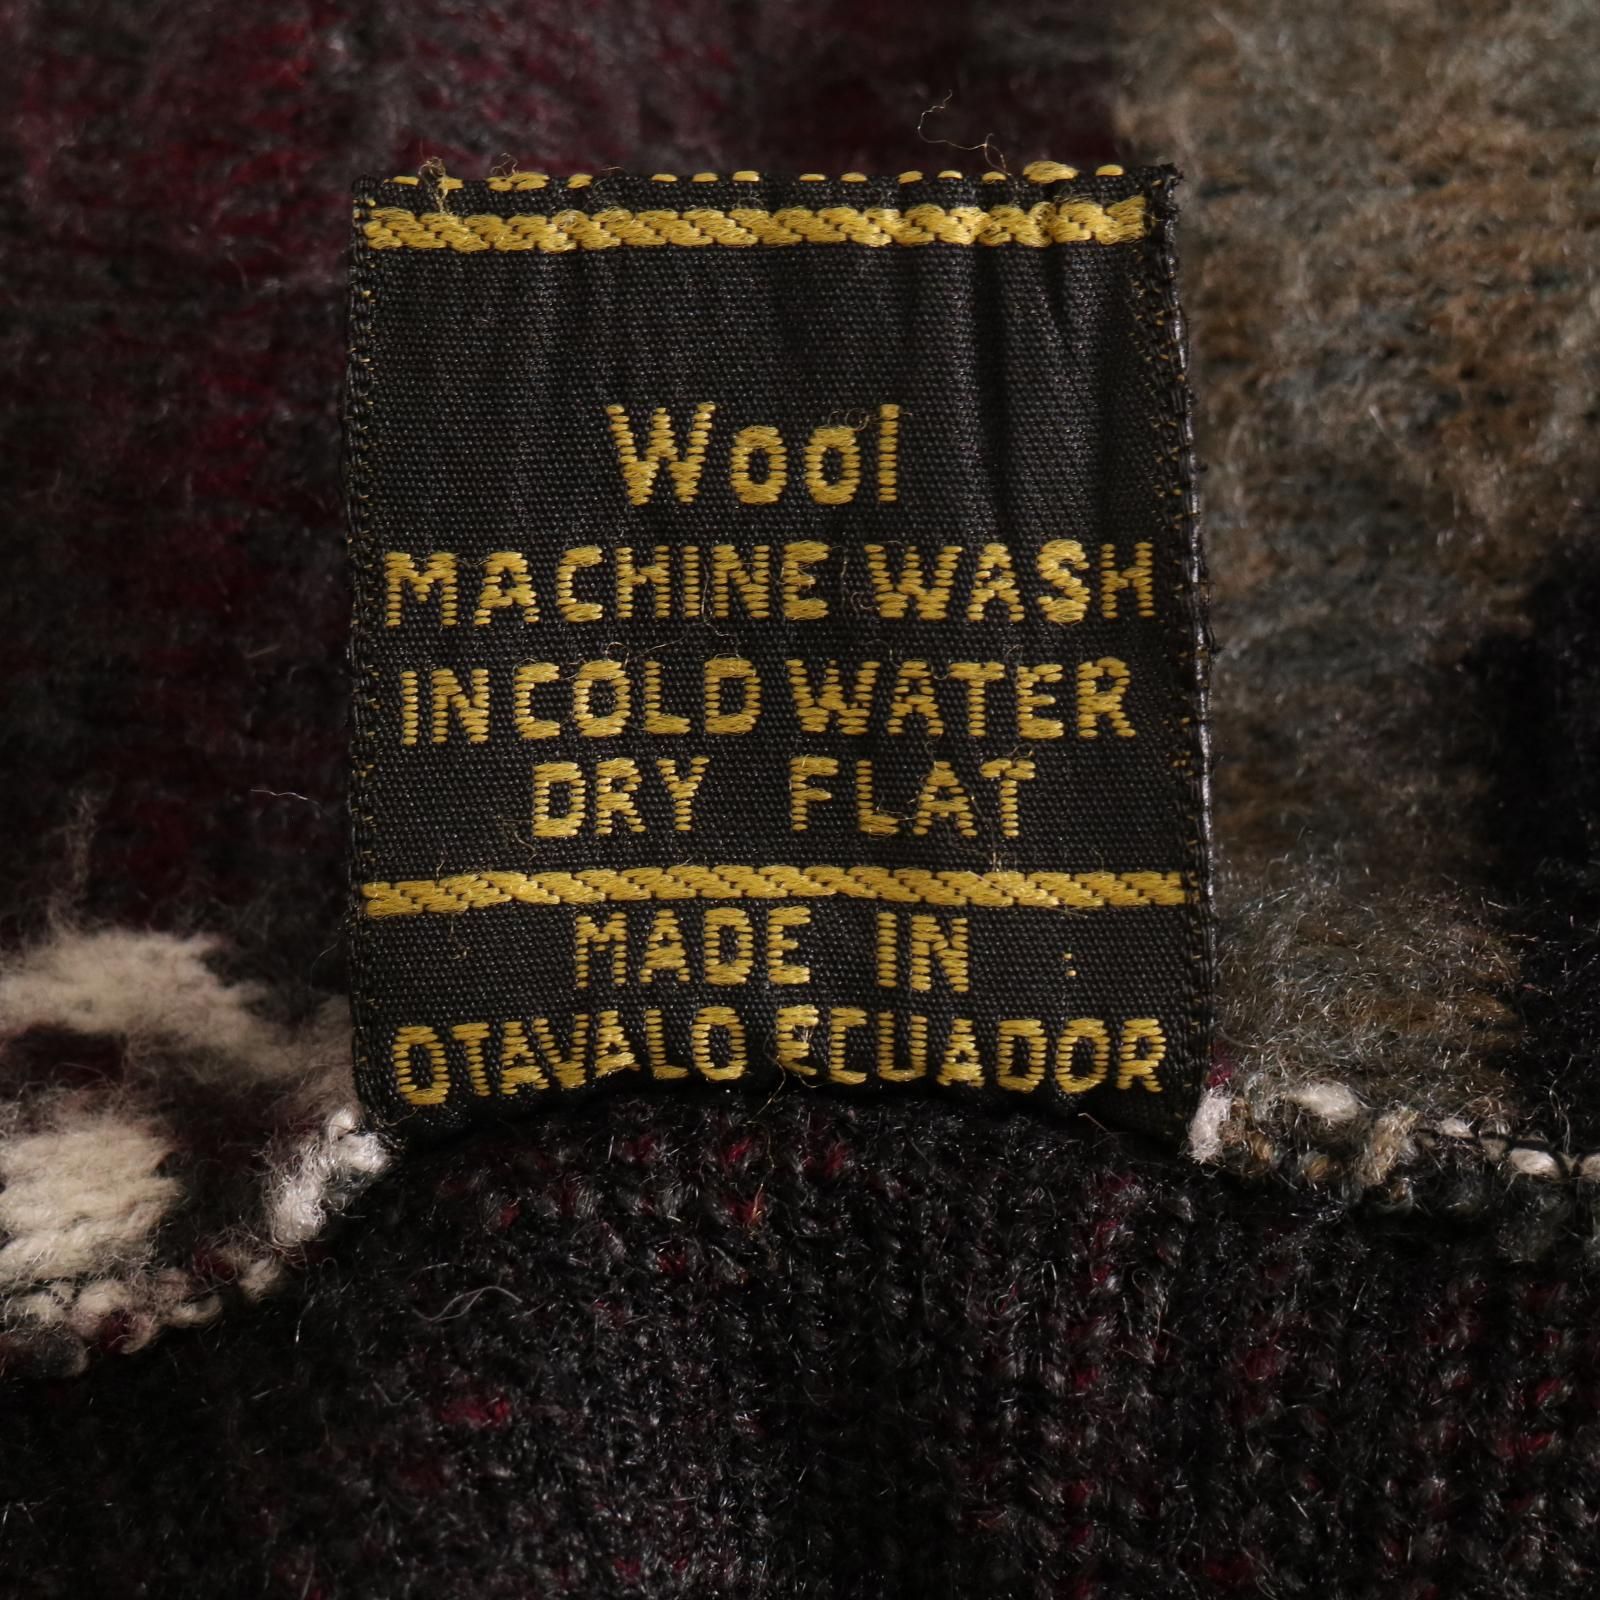 Wool
MACHINE WASH
IN COLD WATER
DRY FLAT
MADE IN
OTAVALO ECUADOR